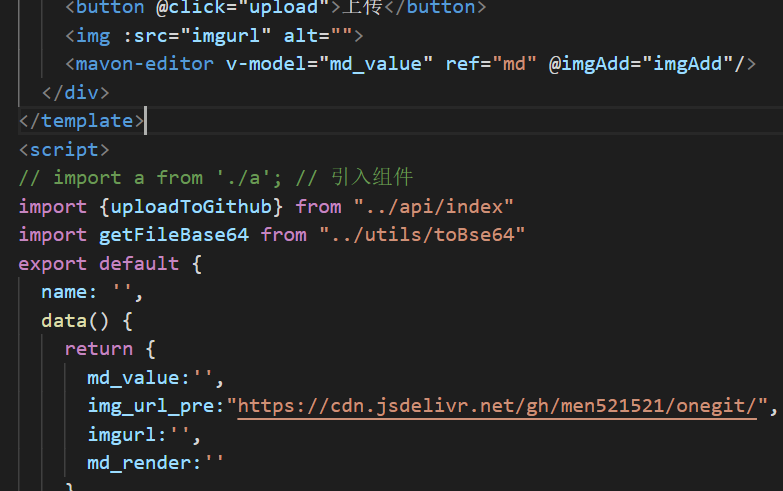 <button @click="upload">上传</button>
<img :src="imgurl" alt="">
<mavon-editor v-model="md_value" ref="md" @imgAdd="imgAdd"/>
</div>
</template>
<script>
// import a from './a'; // 引入组件
import {uploadToGithub} from "../api/index"
import getFileBase64 from "../utils/toBse64"
export default {
name: '',
data() {
return {
md_value:'',
img_url_pre:"https://cdn.jsdelivr.net/gh/men521521/onegit/",
imgurl:'',
md_render:''
}